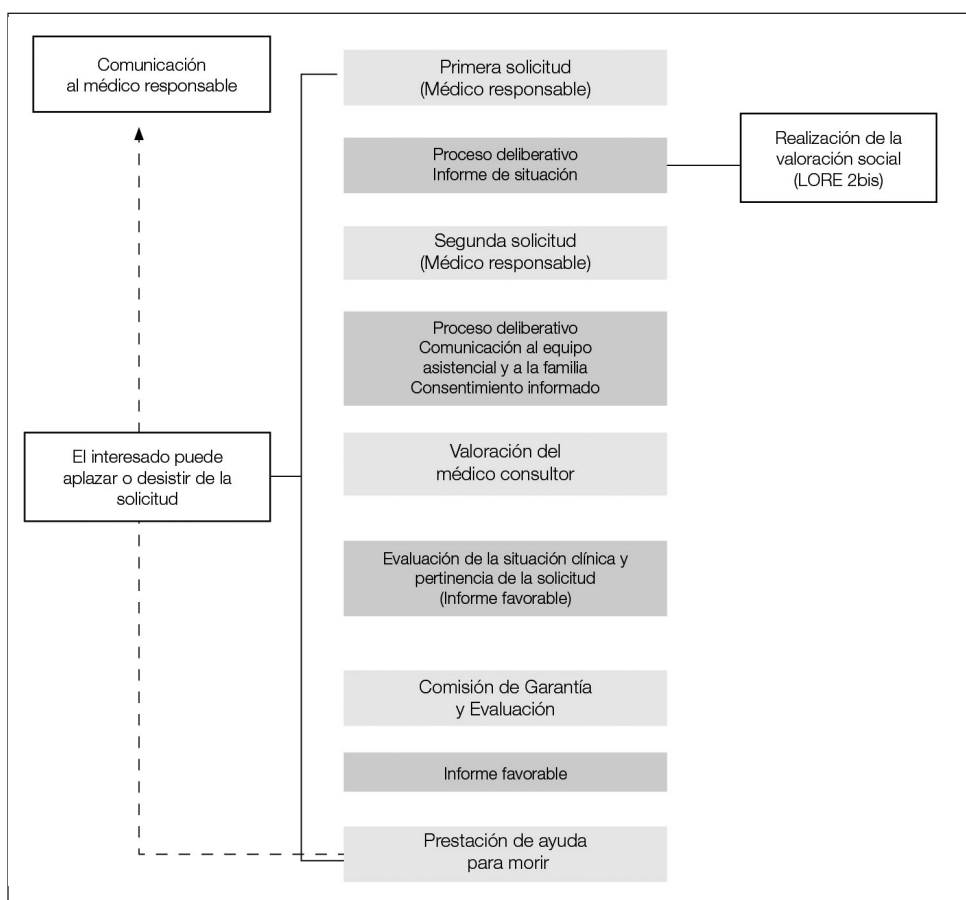 Comunicación
al médico responsable
Primera solicitud
(Médico responsable)
Proceso deliberativo
Informe de situación
Realización de la
valoración social
(LORE 2bis)
Segunda solicitud
(Médico responsable)
Proceso deliberativo
Comunicación al equipo
asistencial y a la familia
Consentimiento informado
El interesado puede
aplazar o desistir de la
solicitud
Valoración del
médico consultor
Evaluación de la situación clínica y
pertinencia de la solicitud
(Informe favorable)
Comisión de Garantía
y Evaluación
Informe favorable
Prestación de ayuda
para morir